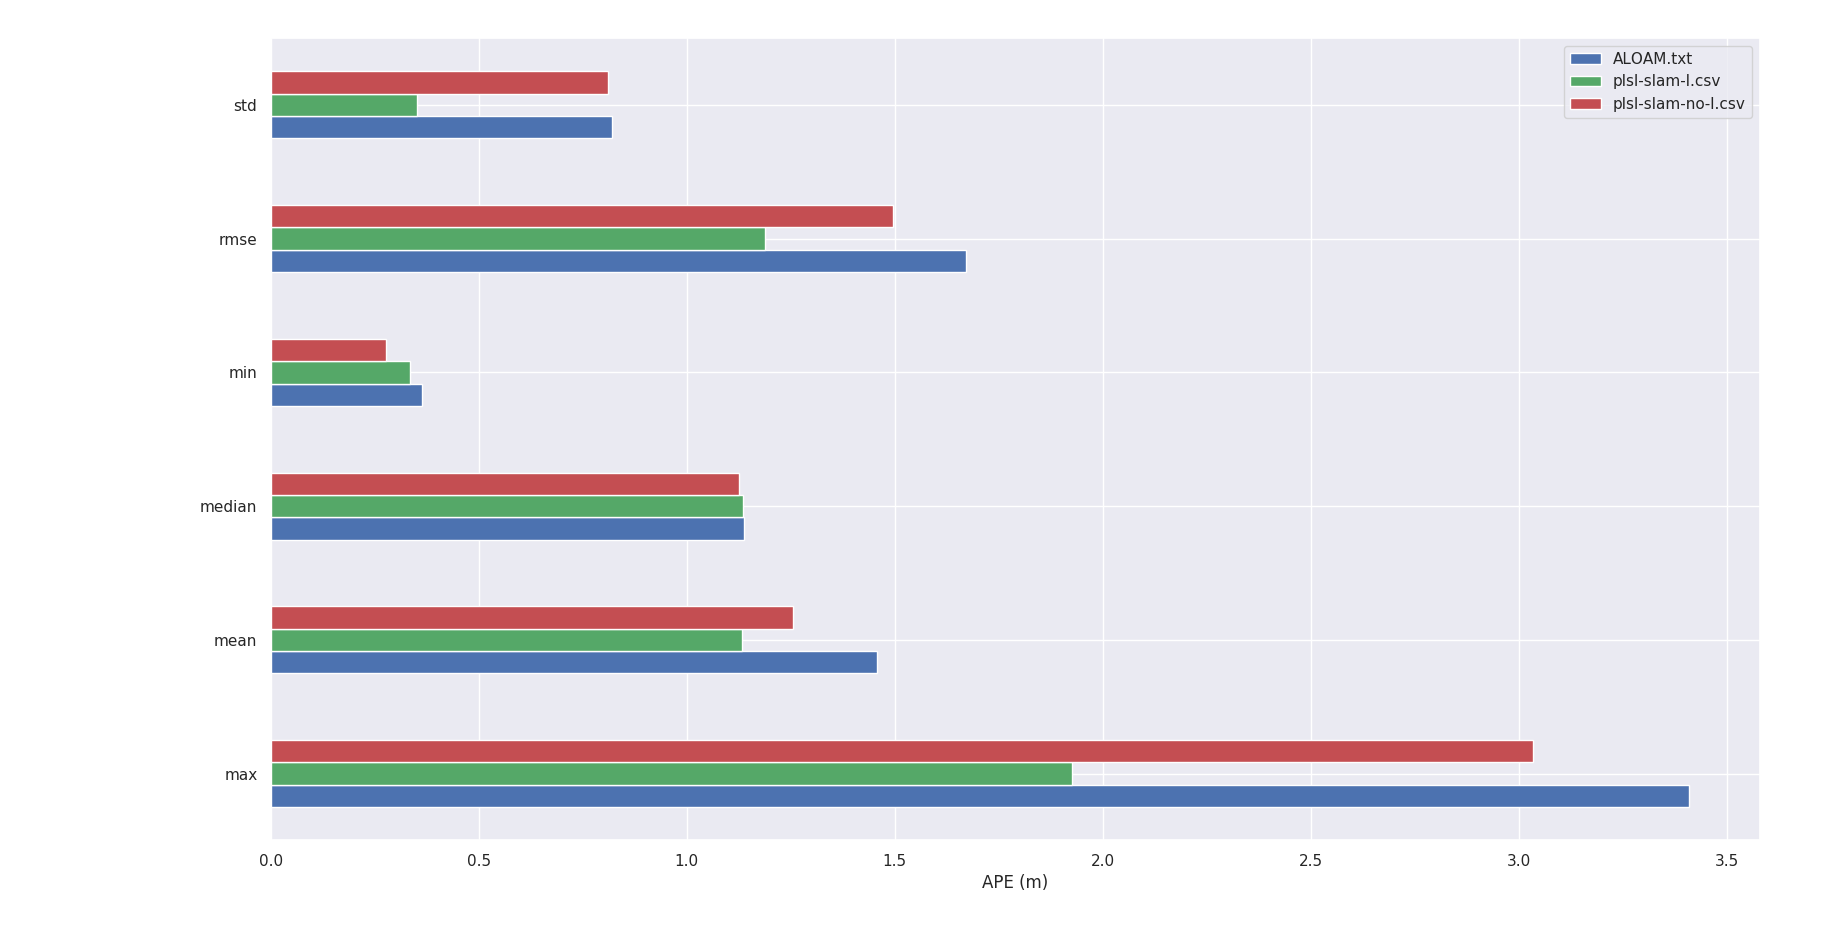 ALOAM.txt
plsl-slam-l.csv
plsl-slam-no-l.csv
std
rmse
min
median
mean
max
0.0 0.5 1.0 1.5 2.0 2.5 3.0 3.5
APE (m)